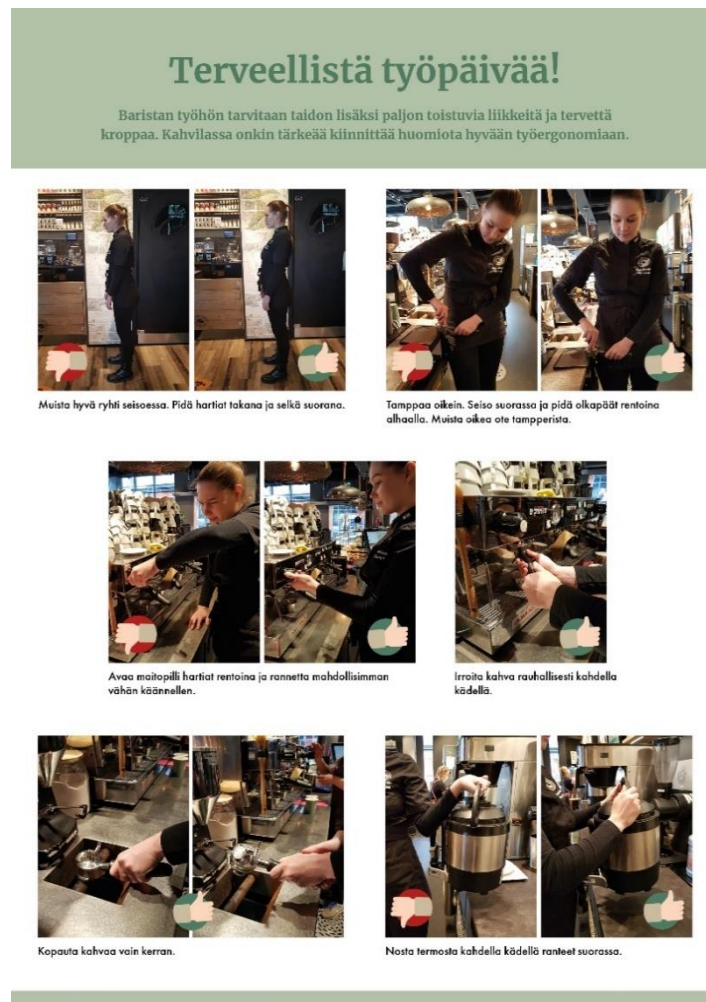 Terveellistä työpäivää!
Baristan työhön tarvitaan taidon lisäksi paljon toistuvia liikkeitä ja tervettä
kroppaa. Kahvilassa onkin tärkeää kiinnittää huomiota hyvään työergonomiaan.
Muista hyvä ryhti seisoessa. Pidä hartiat takana ja selkä suorana.
Tamppaa oikein. Seiso suorassa ja pidä olkapäät rentoina
alhaalla. Muista oikea ote tampperista.
Avaa maitopilli hartiat rentoina ja rannetta mahdollisimman
vähän käännellen.
Irroita kahva rauhallisesti kahdella
kädellä.
Kopauta kahvaa vain kerran.
Nosta termosta kahdella kädellä ranteet suorassa.